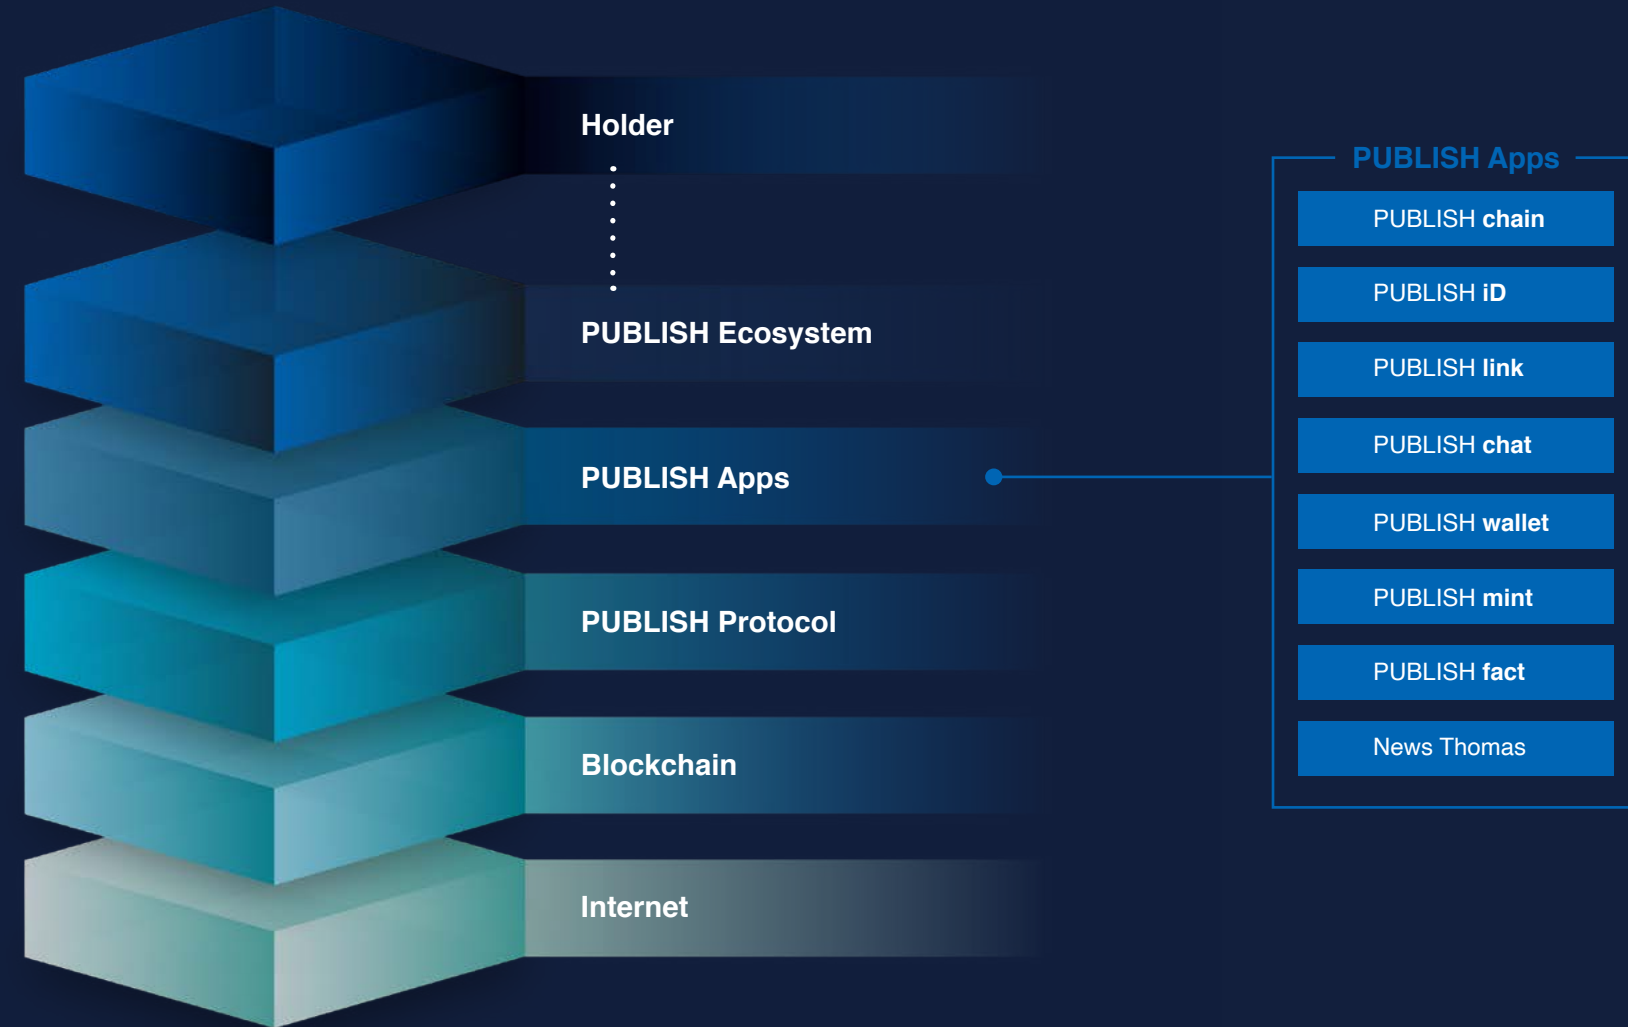 Holder
PUBLISH Ecosystem
PUBLISH Apps
PUBLISH Protocol
Blockchain
Internet
PUBLISH Apps
PUBLISH chain
PUBLISH iD
PUBLISH link
PUBLISH chat
PUBLISH wallet
PUBLISH mint
PUBLISH fact
News Thomas